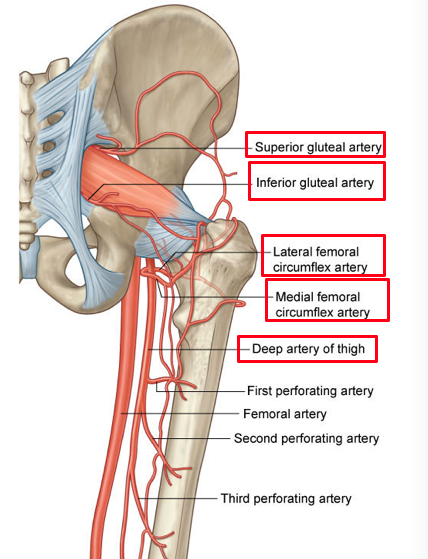 Superior gluteal artery
Inferior gluteal artery
Lateral femoral
circumflex artery
Medial femoral
circumflex artery
Deep artery of thigh
First perforating artery
Femoral artery
Second perforating artery
Third perforating artery